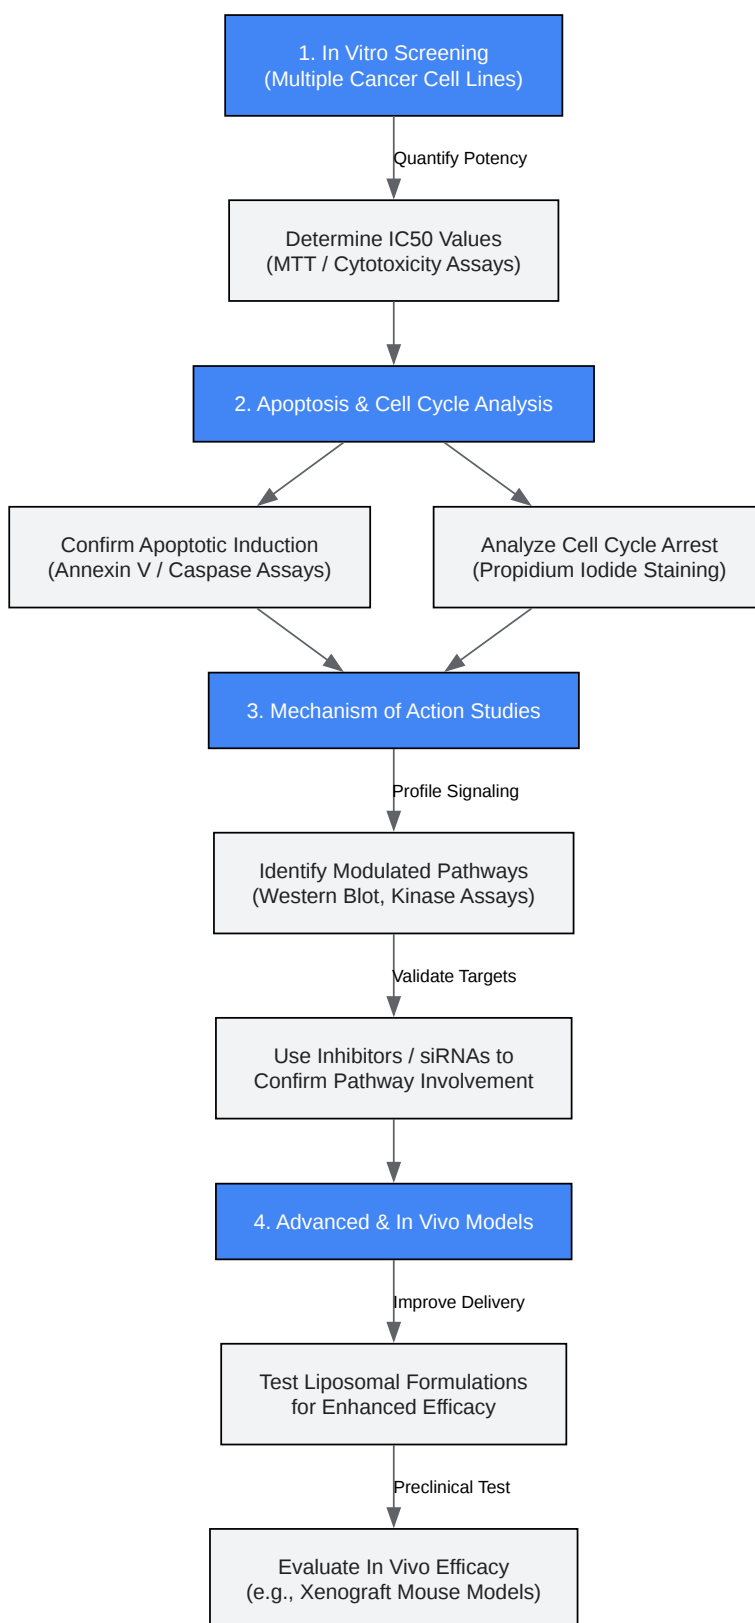 1. In Vitro Screening
(Multiple Cancer Cell Lines)
Quantify Potency
Determine IC50 Values
(MTT / Cytotoxicity Assays)
2. Apoptosis & Cell Cycle Analysis
Confirm Apoptotic Induction
(Annexin V / Caspase Assays)
Analyze Cell Cycle Arrest
(Propidium Iodide Staining)
3. Mechanism of Action Studies
Profile Signaling
Identify Modulated Pathways
(Western Blot, Kinase Assays)
Validate Targets
Use Inhibitors / siRNAs to
Confirm Pathway Involvement
4. Advanced & In Vivo Models
Improve Delivery
Test Liposomal Formulations
for Enhanced Efficacy
Preclinical Test
Evaluate In Vivo Efficacy
(e.g., Xenograft Mouse Models)